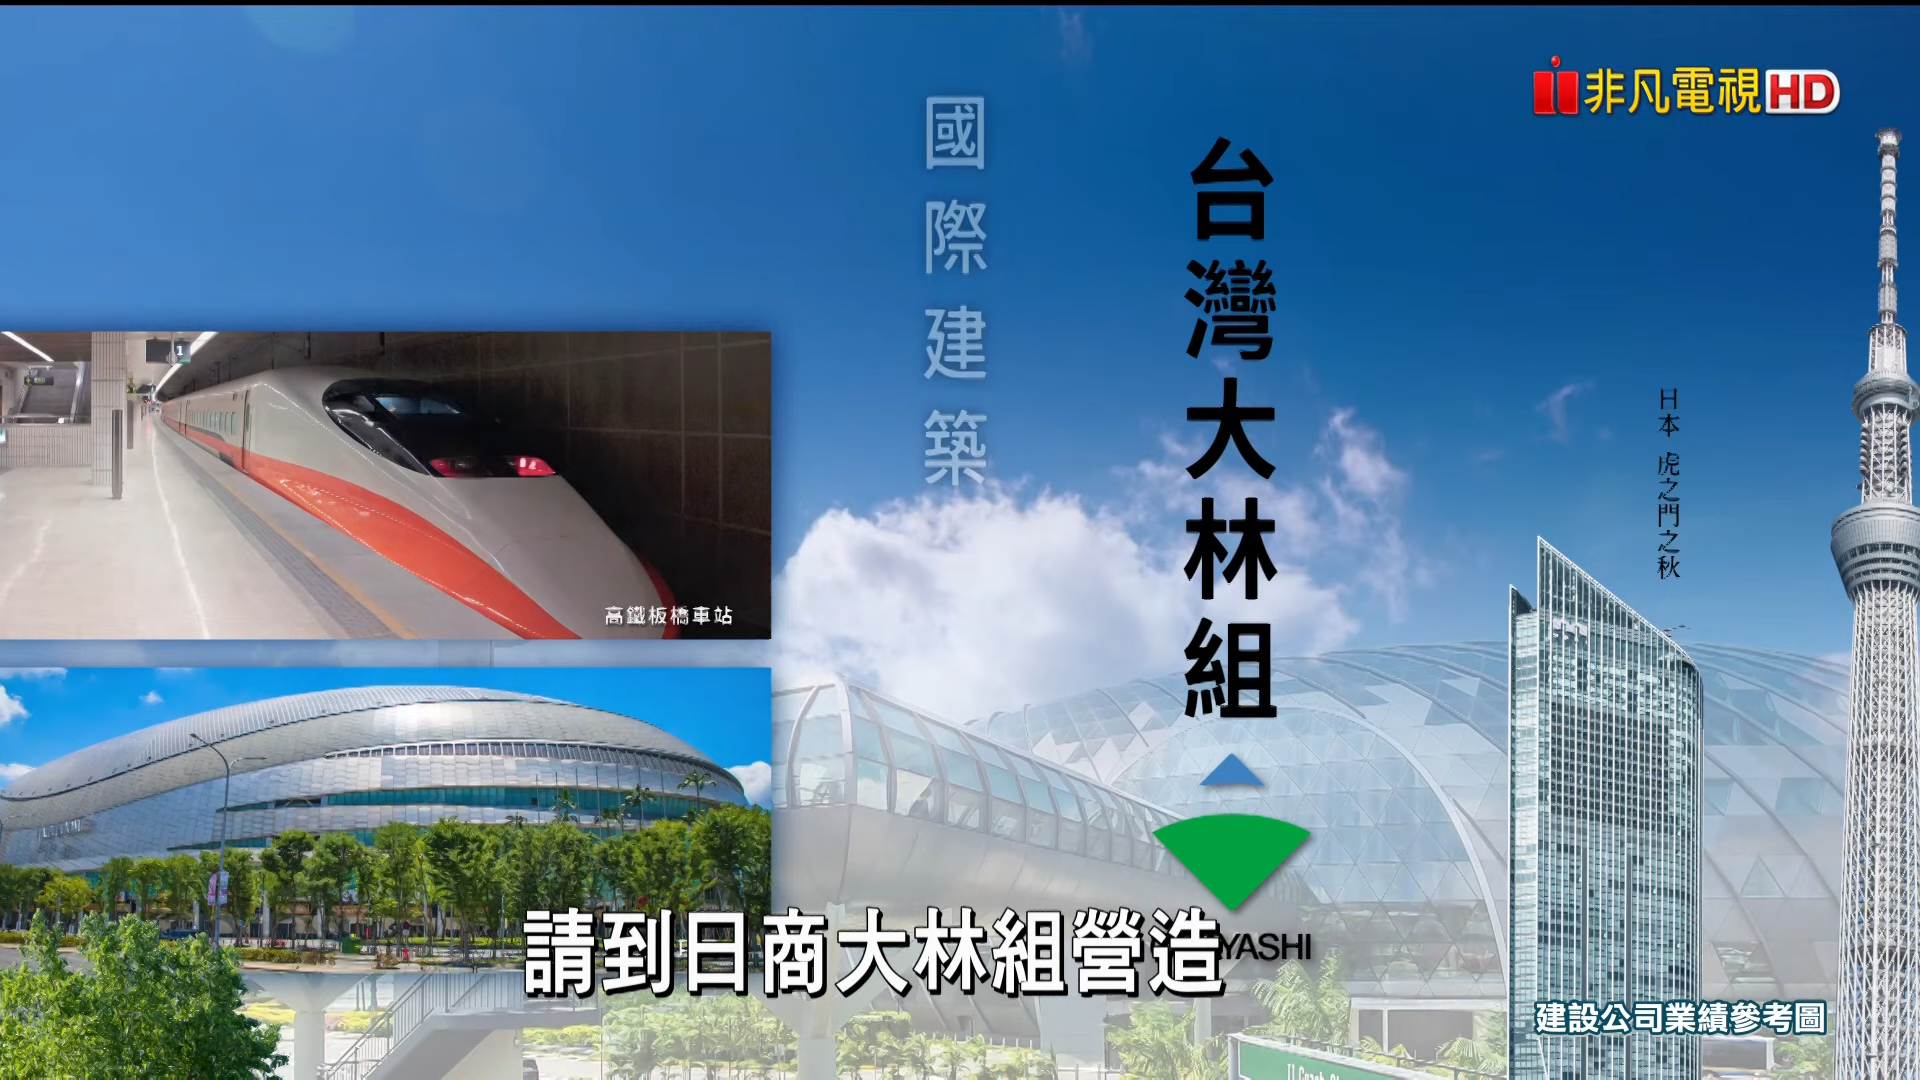 非凡電視HD
國際建築
台灣大林組
日本 虎之門之秋
1
高鐵板橋車站
請到日商大林組營造
YASHI
建設公司業績參考圖